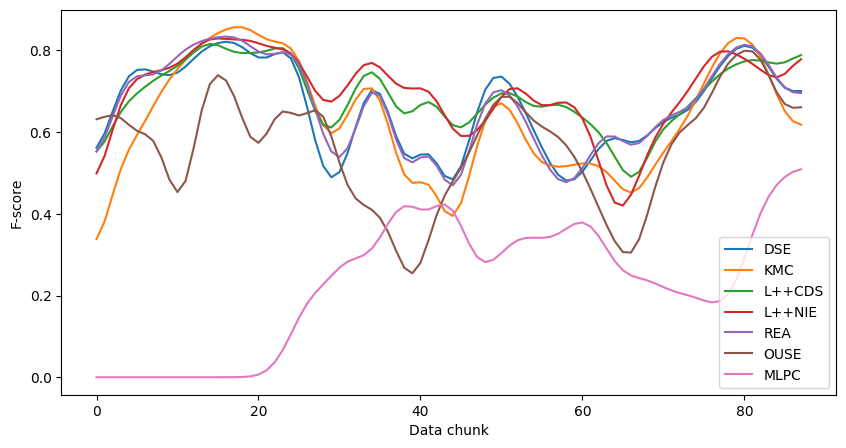 F-score
0.8
0.6
0.4
0.2
0.0
0
20
40
60
80
Data chunk
DSE
KMC
L++CDS
L++NIE
REA
OUSE
MLPC